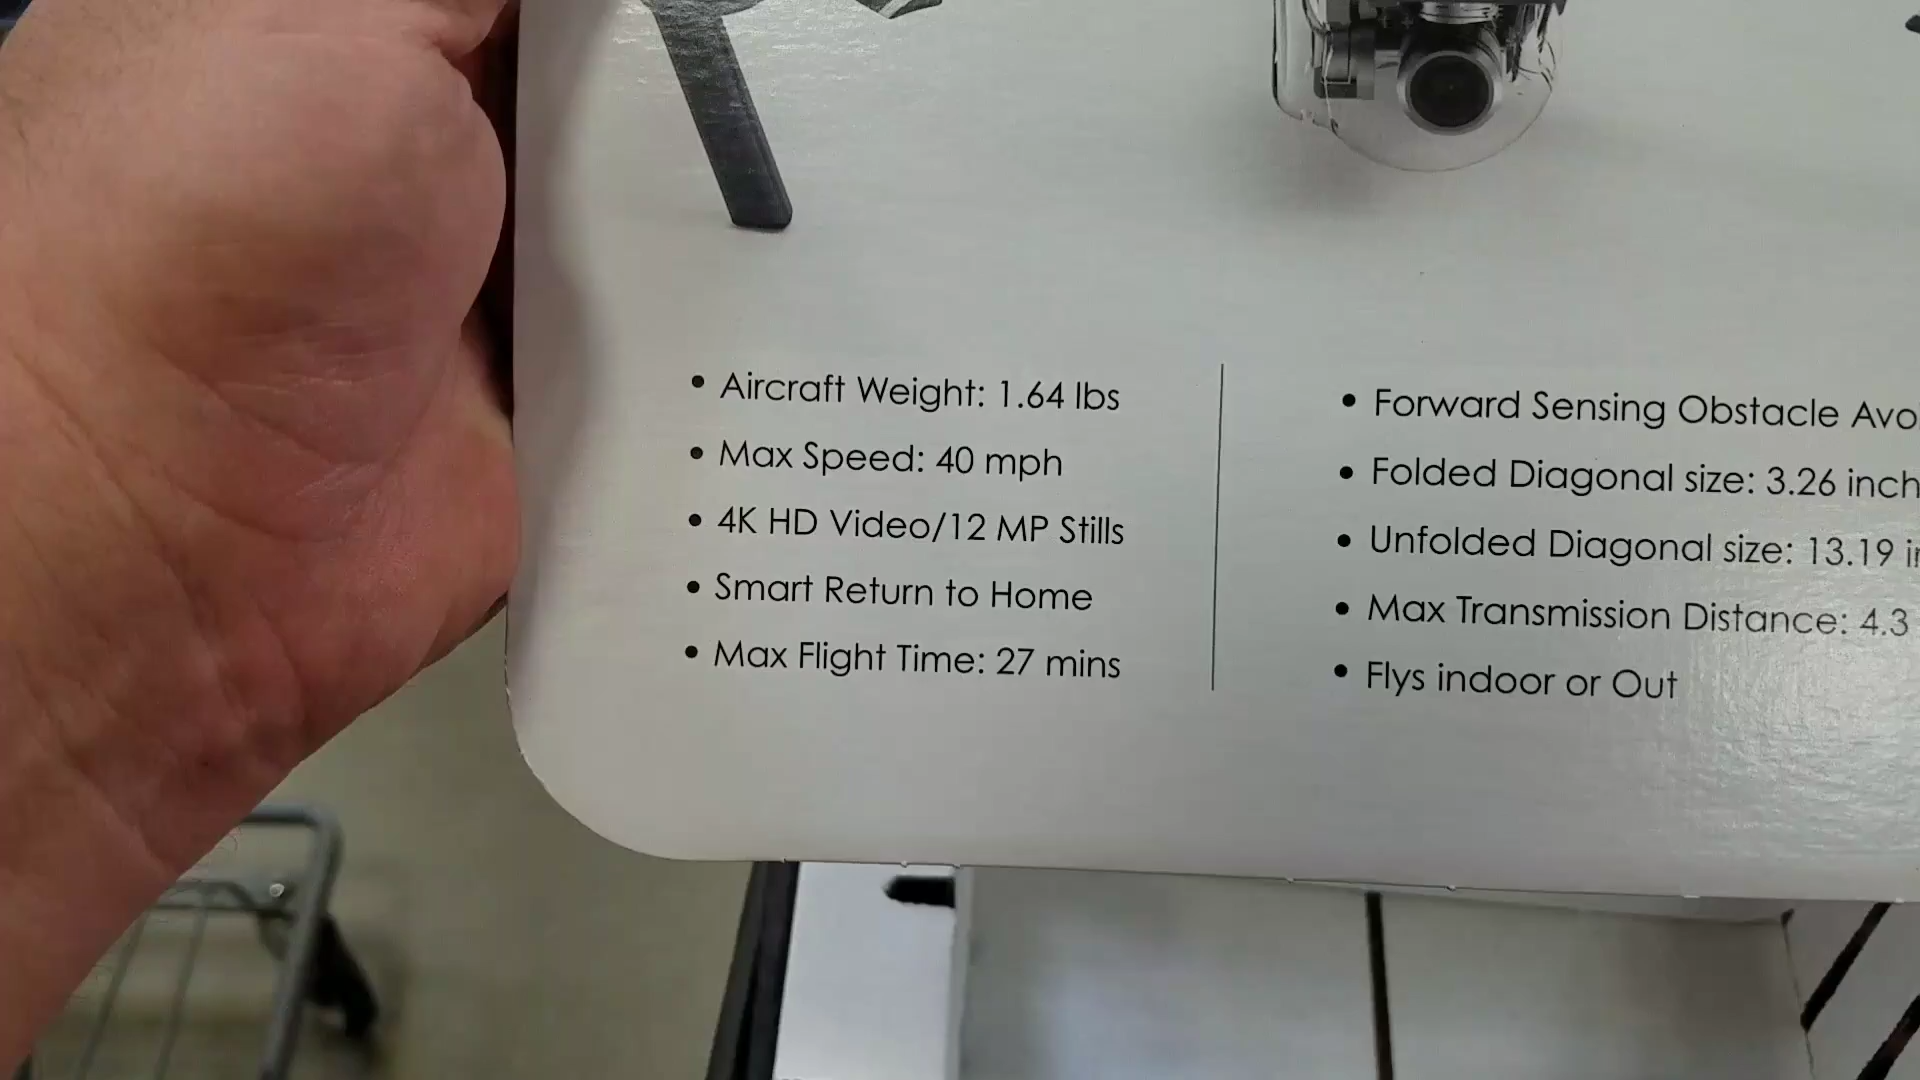 • Aircraft Weight: 1.64 lbs
• Max Speed: 40 mph
• 4K HD Video/12 MP Stills
• Smart Return to Home
• Max Flight Time: 27 mins
• Forward Sensing Obstacle
• Folded Diagonal size: 3.26 inch
• Unfolded Diagonal size: 13.19
• Max Transmission Distance: 4.3
• Flys indoor or Out